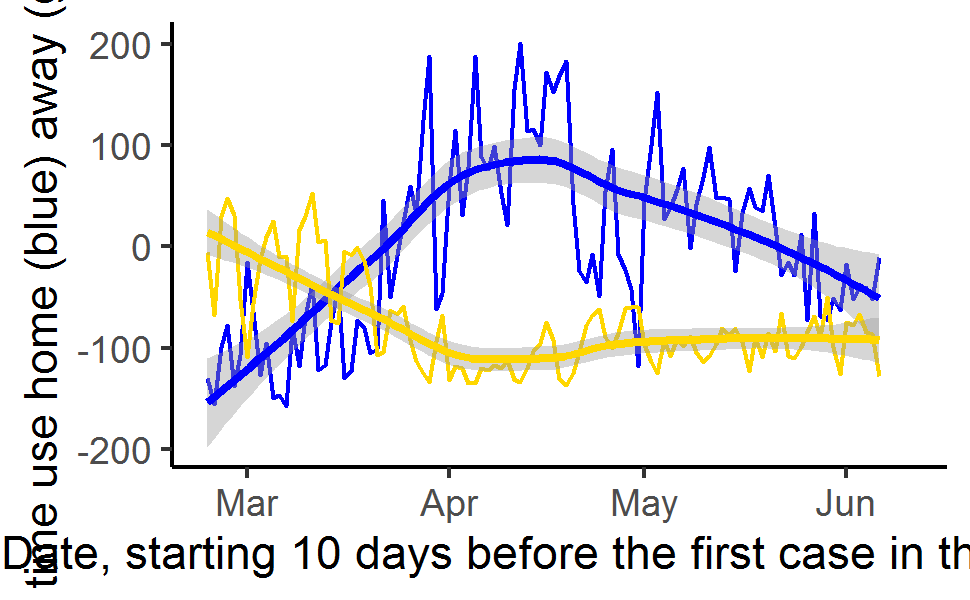 time use home (blue) away (
200
100
0
-100
-200
Mar Apr May Jun
Date, starting 10 days before the first case in th